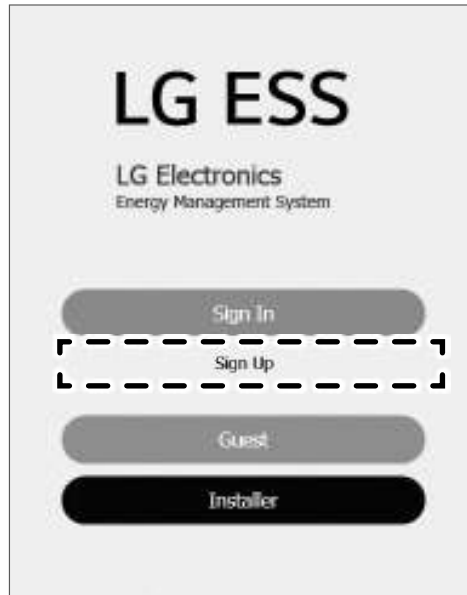 LG ESS
LG Electronics
Energy Management System
Sign In
Sign Up
Guest
Installer